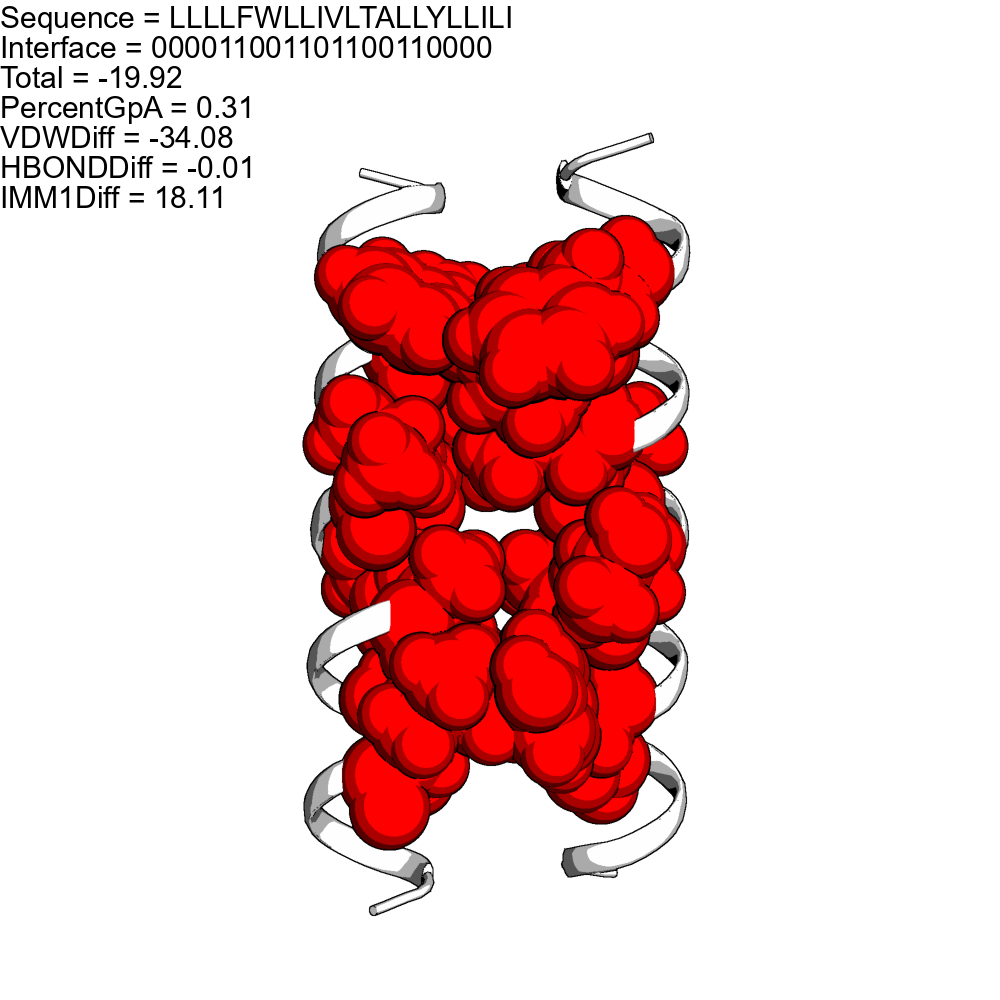 Sequence = LLLLFWLLIVLTALLYLLILI
Interface = 000011001101100110000
Total = -19.92
PercentGpA = 0.31
VDWDiff = -34.08
HBONDDiff = -0.01
IMM1Diff = 18.11